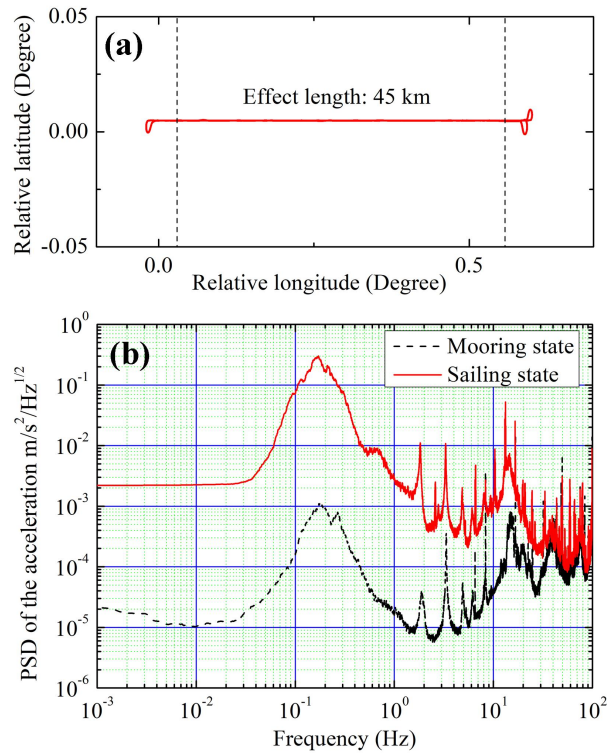 (a)
0.05
0.00
-0.05
Relative latitude (Degree)
Effect length: 45 km
0.0
0.5
Relative longitude (Degree)
(b)
Mooring state
Sailing state
10^0
10^-1
10^-2
10^-3
10^-4
10^-5
10^-6
PSD of the acceleration m/s^2/Hz^1/2
10^-3
10^-2
10^-1
10^0
10^1
10^2
Frequency (Hz)